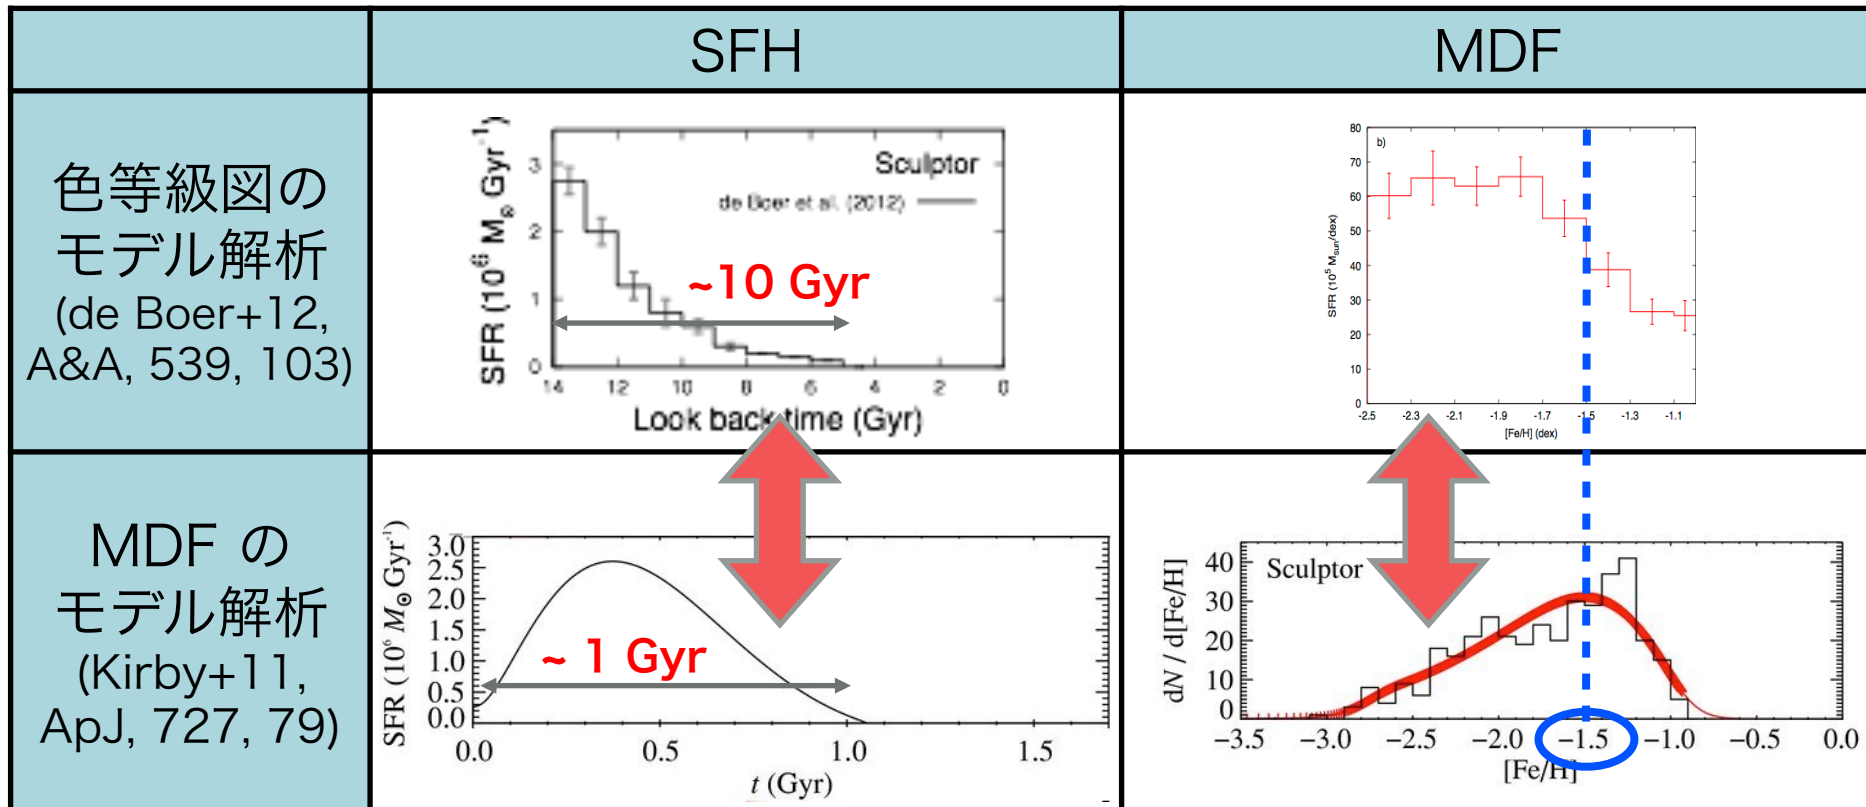 SFH
MDF
色等級図の
モデル解析
(de Boer+12,
A&A, 539, 103)
SFR (10⁶ M⊙ Gyr⁻¹)
3
2
1
0
Sculptor
de Boer et al. (2012)
~10 Gyr
14 12 10 8 6 4 2 0
Look back time (Gyr)
b)
SFR (10⁵ Msun/dex)
80
70
60
50
40
30
20
10
0
-2.5 -2.3 -2.1 -1.9 -1.7 -1.5 -1.3 -1.1
[Fe/H] (dex)
MDF の
モデル解析
(Kirby+11,
ApJ, 727, 79)
SFR (10⁶ M⊙ Gyr⁻¹)
3.0
2.5
2.0
1.5
1.0
0.5
0.0
~ 1 Gyr
0.0 0.5 1.0 1.5
t (Gyr)
dN / d[Fe/H]
40
30
20
10
0
Sculptor
−3.5 −3.0 −2.5 −2.0 −1.5 −1.0 −0.5 0.0
[Fe/H]